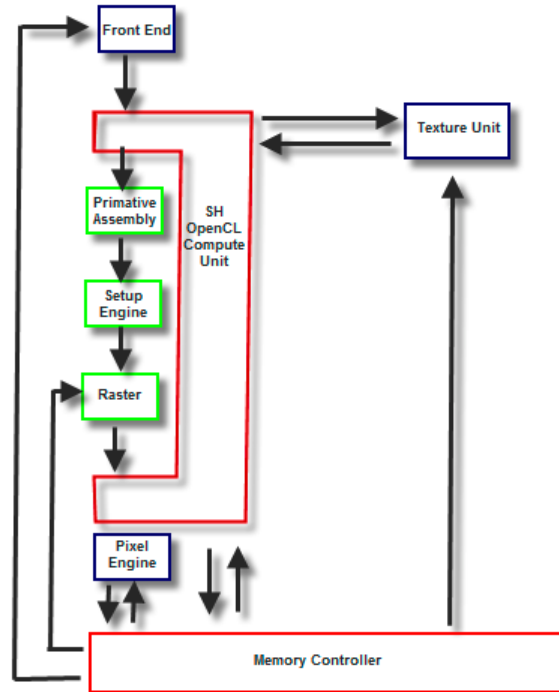 Front End
Texture Unit
Primative
Assembly
SH
OpenCL
Compute
Unit
Setup
Engine
Raster
Pixel
Engine
Memory Controller